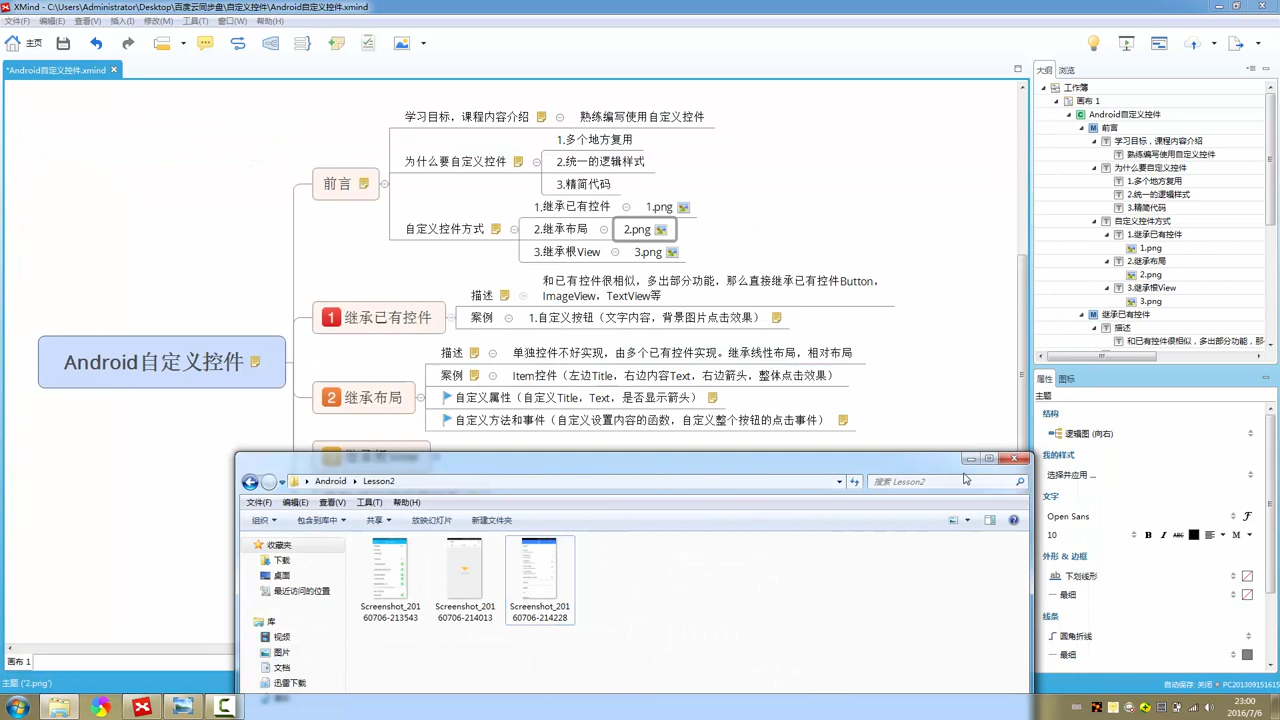 XMind - C:\Users\Administrator\Desktop\百度云同步盘\自定义控件\Android自定义控件.xmind
文件(F) 编辑(E) 查看(V) 插入(I) 修改(M) 工具(T) 窗口(W) 帮助(H)
主页
*Android自定义控件.xmind
学习目标，课程内容介绍
熟练编写使用自定义控件
1.多个地方复用
为什么要自定义控件
2.统一的逻辑样式
3.精简代码
前言
1.继承已有控件
1.png
自定义控件方式
2.继承布局
2.png
3.继承根View
3.png
和已有控件很相似，多出部分功能，那么直接继承已有控件Button，
描述
ImageView，TextView等
1 继承已有控件
案例
1.自定义按钮（文字内容，背景图片点击效果）
Android自定义控件
描述
单独控件不好实现，由多个已有控件实现。继承线性布局，相对布局
案例
Item控件（左边Title，右边内容Text，右边箭头，整体点击效果）
2 继承布局
自定义属性（自定义Title，Text，是否显示箭头）
自定义方法和事件（自定义设置内容的函数，自定义整个按钮的点击事件）
Android
Lesson2
搜索 Lesson2
文件(F) 编辑(E) 查看(V) 工具(T) 帮助(H)
组织 包含到库中 共享 放映幻灯片 新建文件夹
收藏夹
下载
桌面
最近访问的位置
库
视频
图片
文档
迅雷下载
Screenshot_20
160706-213543
Screenshot_20
160706-214013
Screenshot_20
160706-214228
大纲 浏览
工作簿
画布 1
Android自定义控件
前言
学习目标，课程内容介绍
熟练编写使用自定义控件
为什么要自定义控件
1.多个地方复用
2.统一的逻辑样式
3.精简代码
自定义控件方式
1.继承已有控件
1.png
2.继承布局
2.png
3.继承根View
3.png
继承已有控件
描述
和已有控件很相似，多出部分功能，那
属性 图标
主题
结构
逻辑图 (向右)
我的样式
选择并应用 ...
文字
Open Sans
10
B I ABC A M
外形 & 边框
下划线形
最细
线条
圆角折线
最细
画布 1
主题 ('2.png')
自动保存: 关闭
PC201309151615
23:00
2016/7/6